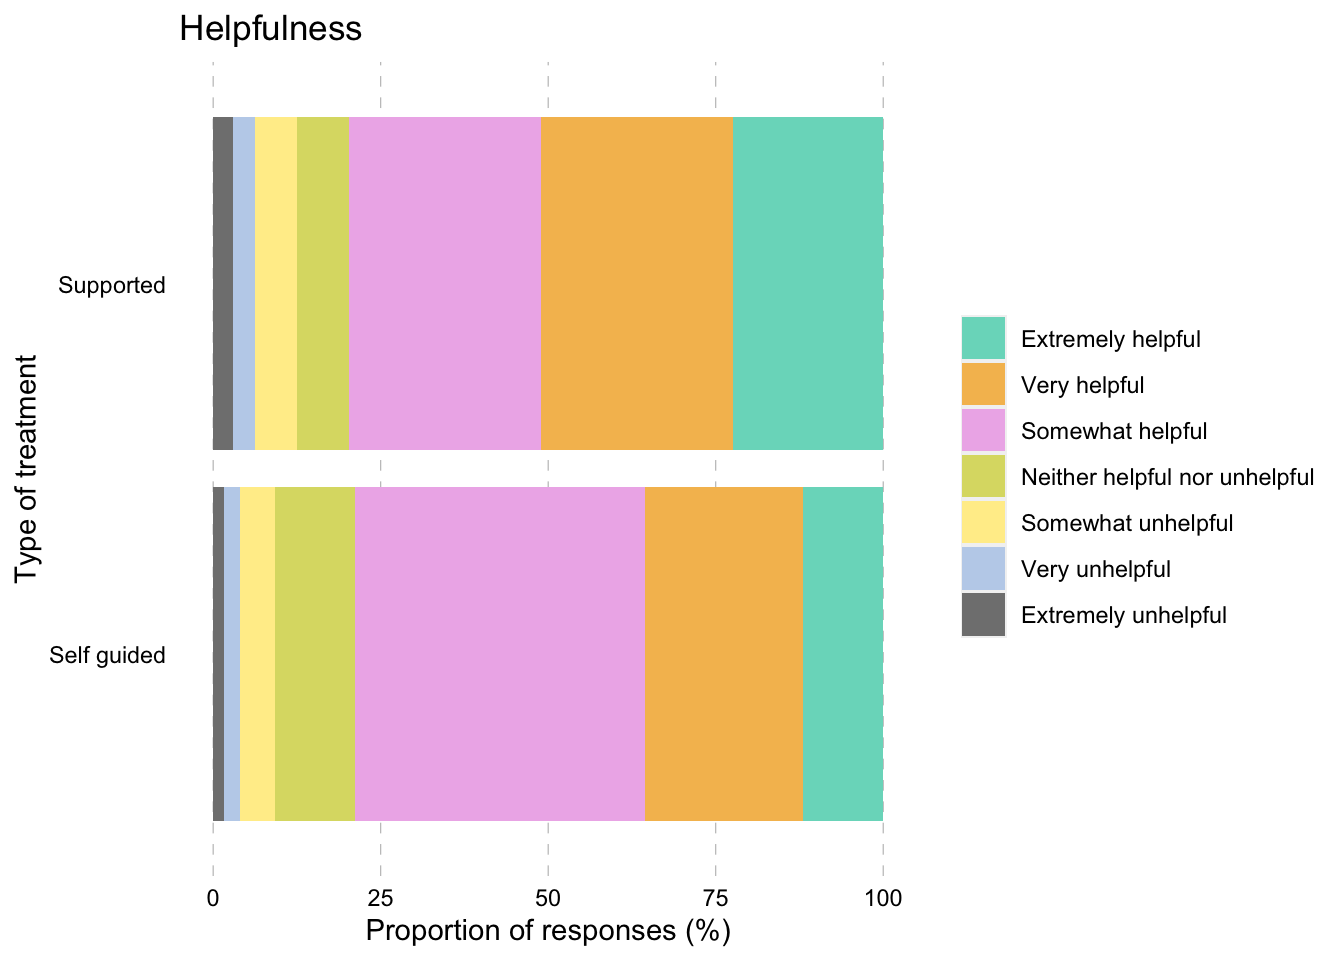 Helpfulness
Supported
Self guided
Type of treatment
0 25 50 75 100
Proportion of responses (%)
Extremely helpful
Very helpful
Somewhat helpful
Neither helpful nor unhelpful
Somewhat unhelpful
Very unhelpful
Extremely unhelpful